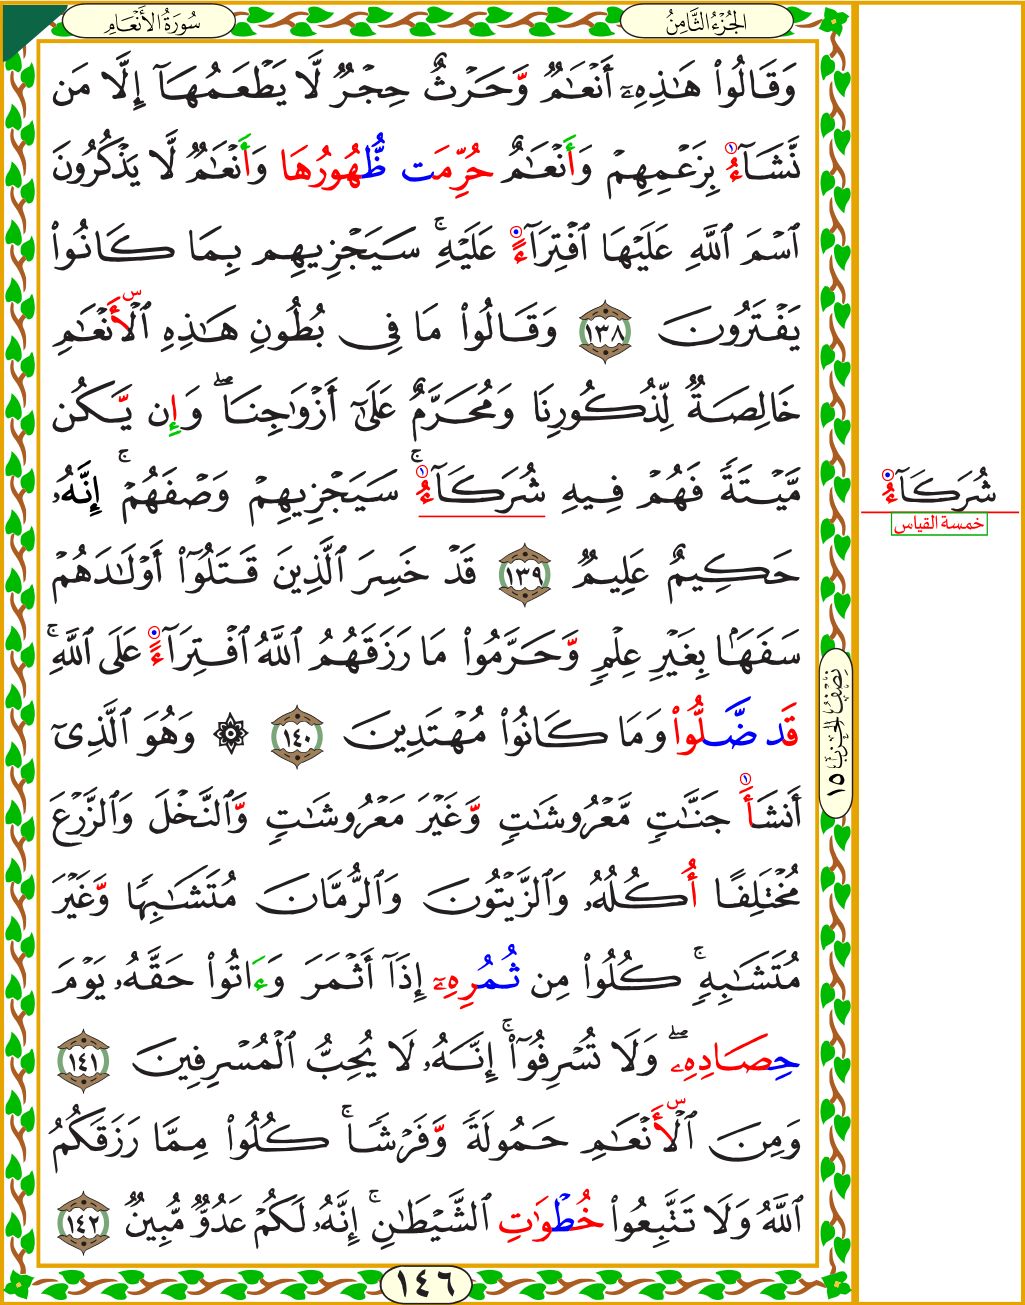 سُورَةُ الأَنْعَامِ
الجُزْءُ الثَّامِنُ
وَقَالُوا۟ هَـٰذِهِۦٓ أَنْعَـٰمٌ وَّحَرْثٌ حِجْرٌ لَّا يَطْعَمُهَآ إِلَّا مَن
نَّشَآءُ بِزَعْمِهِمْ وَأَنْعَـٰمٌ حُرِّمَت ظُّهُورُهَا وَأَنْعَـٰمٌ لَّا يَذْكُرُونَ
ٱسْمَ ٱللَّهِ عَلَيْهَا ٱفْتِرَآءً عَلَيْهِ ۚ سَيَجْزِيهِم بِمَا كَانُوا۟
يَفْتَرُونَ ١٣٨ وَقَالُوا۟ مَا فِى بُطُونِ هَـٰذِهِ ٱلْأَنْعَـٰمِ
خَالِصَةٌ لِّذُكُورِنَا وَمُحَرَّمٌ عَلَىٰٓ أَزْوَٰجِنَا ۖ وَإِن يَّكُن
مَّيْتَةً فَهُمْ فِيهِ شُرَكَآءُ ۚ سَيَجْزِيهِمْ وَصْفَهُمْ ۚ إِنَّهُۥ
حَكِيمٌ عَلِيمٌ ١٣٩ قَدْ خَسِرَ ٱلَّذِينَ قَتَلُوٓا۟ أَوْلَـٰدَهُمْ
سَفَهًۢا بِغَيْرِ عِلْمٍ وَّحَرَّمُوا۟ مَا رَزَقَهُمُ ٱللَّهُ ٱفْتِرَآءً عَلَى ٱللَّهِ ۚ
قَد ضَّلُّوا۟ وَمَا كَانُوا۟ مُهْتَدِينَ ١٤٠ ۞ وَهُوَ ٱلَّذِىٓ
أَنشَأَ جَنَّـٰتٍ مَّعْرُوشَـٰتٍ وَّغَيْرَ مَعْرُوشَـٰتٍ وَّٱلنَّخْلَ وَٱلزَّرْعَ
مُخْتَلِفًا أُكُلُهُۥ وَٱلزَّيْتُونَ وَٱلرُّمَّانَ مُتَشَـٰبِهًا وَّغَيْرَ
مُتَشَـٰبِهٍ ۚ كُلُوا۟ مِن ثُمُرِهِۦٓ إِذَآ أَثْمَرَ وَءَاتُوا۟ حَقَّهُۥ يَوْمَ
حِصَادِهِۦ ۖ وَلَا تُسْرِفُوٓا۟ ۚ إِنَّهُۥ لَا يُحِبُّ ٱلْمُسْرِفِينَ ١٤١
وَمِنَ ٱلْأَنْعَـٰمِ حَمُولَةً وَّفَرْشًا ۚ كُلُوا۟ مِمَّا رَزَقَكُمُ
ٱللَّهُ وَلَا تَتَّبِعُوا۟ خُطْوَٰتِ ٱلشَّيْطَـٰنِ ۚ إِنَّهُۥ لَكُمْ عَدُوٌّ مُّبِينٌ ١٤٢
١٤٦
شُرَكَآءُ
خمسة القياس
نِصْفُ الحِزْبِ ١٥